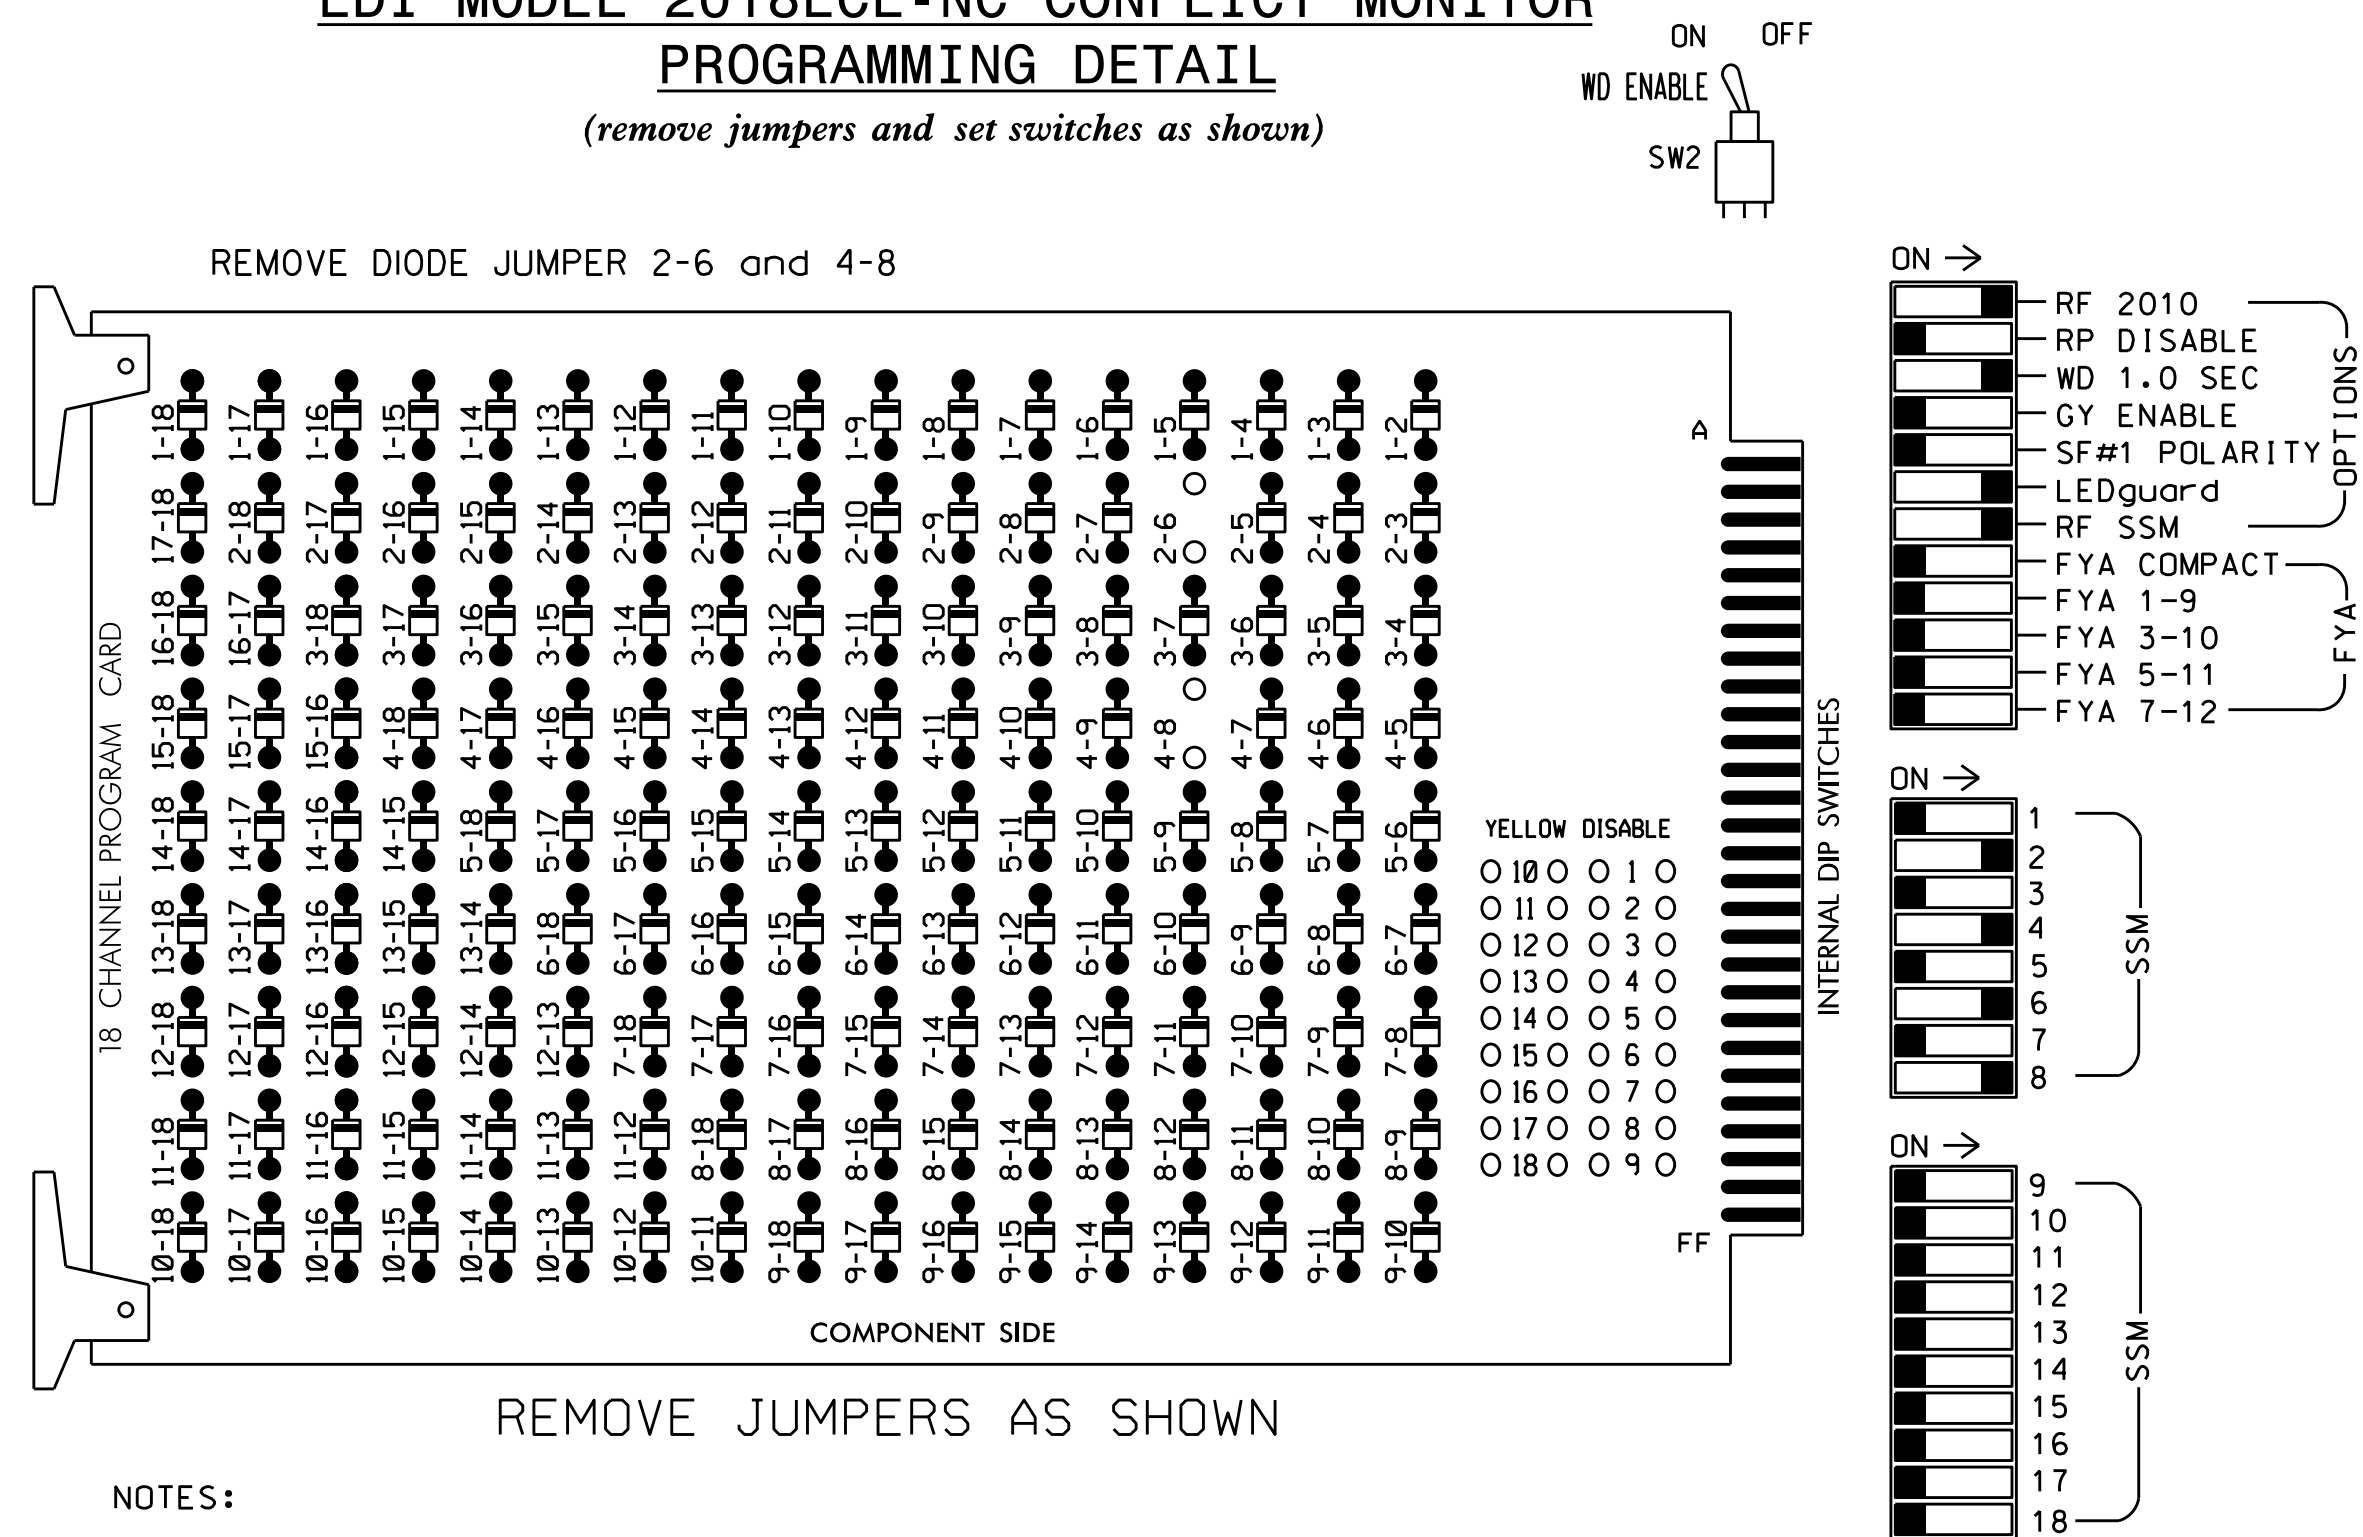 EDI MODEL 2018ECL-NC CONFLICT MONITOR
PROGRAMMING DETAIL
(remove jumpers and set switches as shown)
ON OFF
WD ENABLE
SW2
REMOVE DIODE JUMPER 2-6 and 4-8
18 CHANNEL PROGRAM CARD
1-18 1-17 1-16 1-15 1-14 1-13 1-12 1-11 1-10 1-9 1-8 1-7 1-6 1-5 1-4 1-3 1-2
17-18 2-18 2-17 2-16 2-15 2-14 2-13 2-12 2-11 2-10 2-9 2-8 2-7 2-6 2-5 2-4 2-3
16-18 16-17 3-18 3-17 3-16 3-15 3-14 3-13 3-12 3-11 3-10 3-9 3-8 3-7 3-6 3-5 3-4
15-18 15-17 15-16 4-18 4-17 4-16 4-15 4-14 4-13 4-12 4-11 4-10 4-9 4-8 4-7 4-6 4-5
14-18 14-17 14-16 14-15 5-18 5-17 5-16 5-15 5-14 5-13 5-12 5-11 5-10 5-9 5-8 5-7 5-6
13-18 13-17 13-16 13-15 13-14 6-18 6-17 6-16 6-15 6-14 6-13 6-12 6-11 6-10 6-9 6-8 6-7
12-18 12-17 12-16 12-15 12-14 12-13 7-18 7-17 7-16 7-15 7-14 7-13 7-12 7-11 7-10 7-9 7-8
11-18 11-17 11-16 11-15 11-14 11-13 11-12 8-18 8-17 8-16 8-15 8-14 8-13 8-12 8-11 8-10 8-9
10-18 10-17 10-16 10-15 10-14 10-13 10-12 10-11 9-18 9-17 9-16 9-15 9-14 9-13 9-12 9-11 9-10
A
YELLOW DISABLE
10 1
11 2
12 3
13 4
14 5
15 6
16 7
17 8
18 9
FF
COMPONENT SIDE
REMOVE JUMPERS AS SHOWN
NOTES:
INTERNAL DIP SWITCHES
ON
RF 2010
RP DISABLE
WD 1.0 SEC
GY ENABLE
SF#1 POLARITY
LEDguard
RF SSM
OPTIONS
FYA COMPACT
FYA 1-9
FYA 3-10
FYA 5-11
FYA 7-12
FYA
ON
1
2
3
4
5
6
7
8
SSM
ON
9
10
11
12
13
14
15
16
17
18
SSM